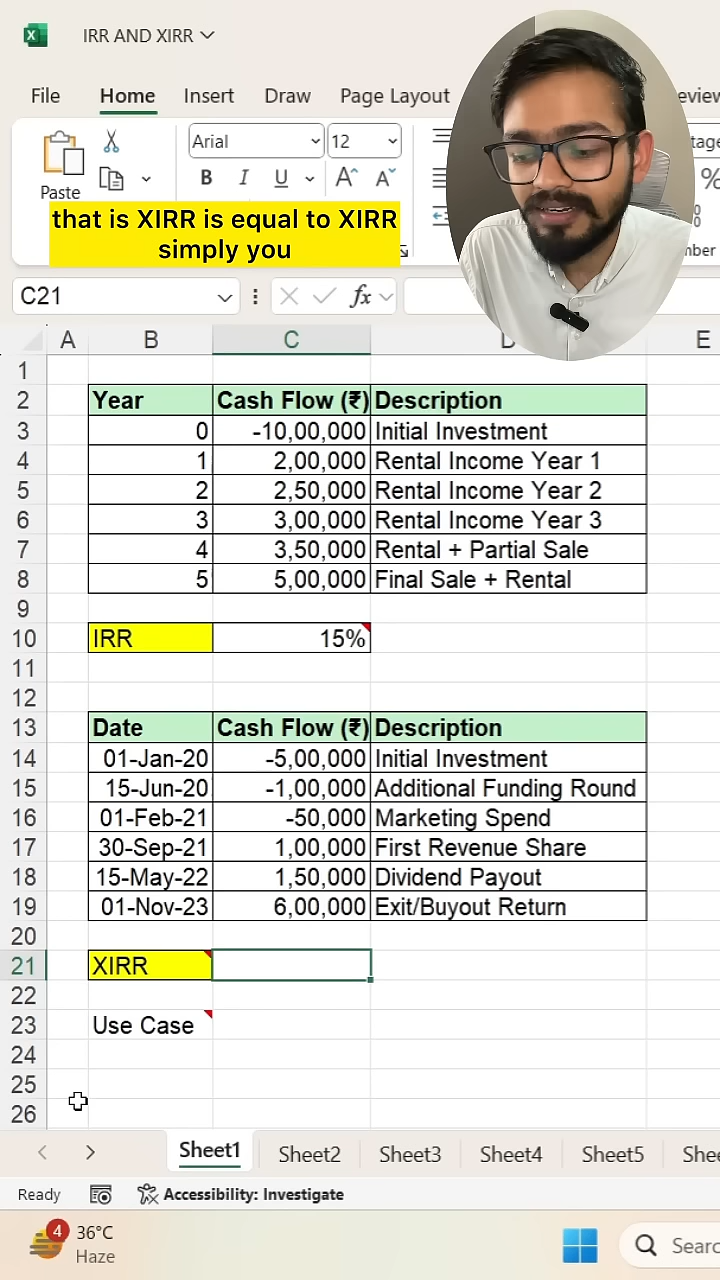 IRR AND XIRR
File Home Insert Draw Page Layout
Arial 12
B I U A A
Paste
that is XIRR is equal to XIRR
simply you
C21 fx
A B C E
1
2 Year Cash Flow (₹) Description
3 0 -10,00,000 Initial Investment
4 1 2,00,000 Rental Income Year 1
5 2 2,50,000 Rental Income Year 2
6 3 3,00,000 Rental Income Year 3
7 4 3,50,000 Rental + Partial Sale
8 5 5,00,000 Final Sale + Rental
9
10 IRR 15%
11
12
13 Date Cash Flow (₹) Description
14 01-Jan-20 -5,00,000 Initial Investment
15 15-Jun-20 -1,00,000 Additional Funding Round
16 01-Feb-21 -50,000 Marketing Spend
17 30-Sep-21 1,00,000 First Revenue Share
18 15-May-22 1,50,000 Dividend Payout
19 01-Nov-23 6,00,000 Exit/Buyout Return
20
21 XIRR
22
23 Use Case
24
25
26
Sheet1 Sheet2 Sheet3 Sheet4 Sheet5 Shee
Ready Accessibility: Investigate
4 36°C
Haze
Searc